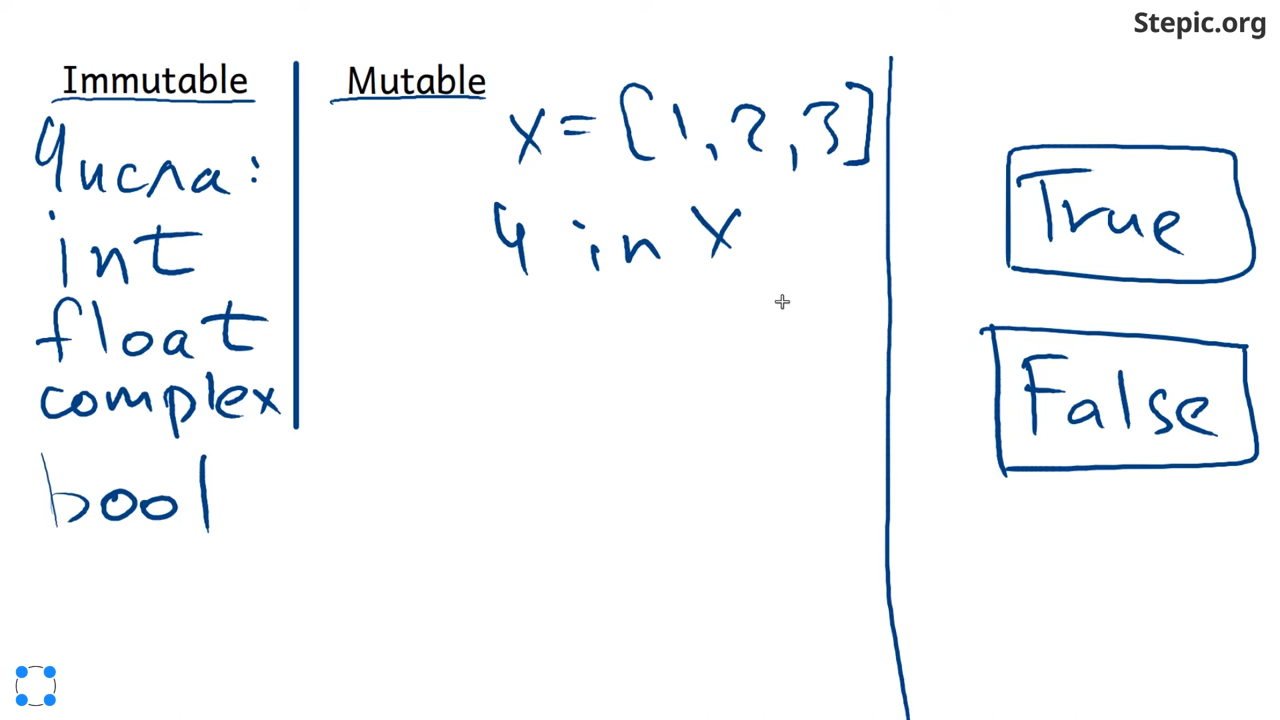 Stepic.org
Immutable
Mutable
числа:
int
float
complex
bool
x = [1, 2, 3]
4 in x
True
False